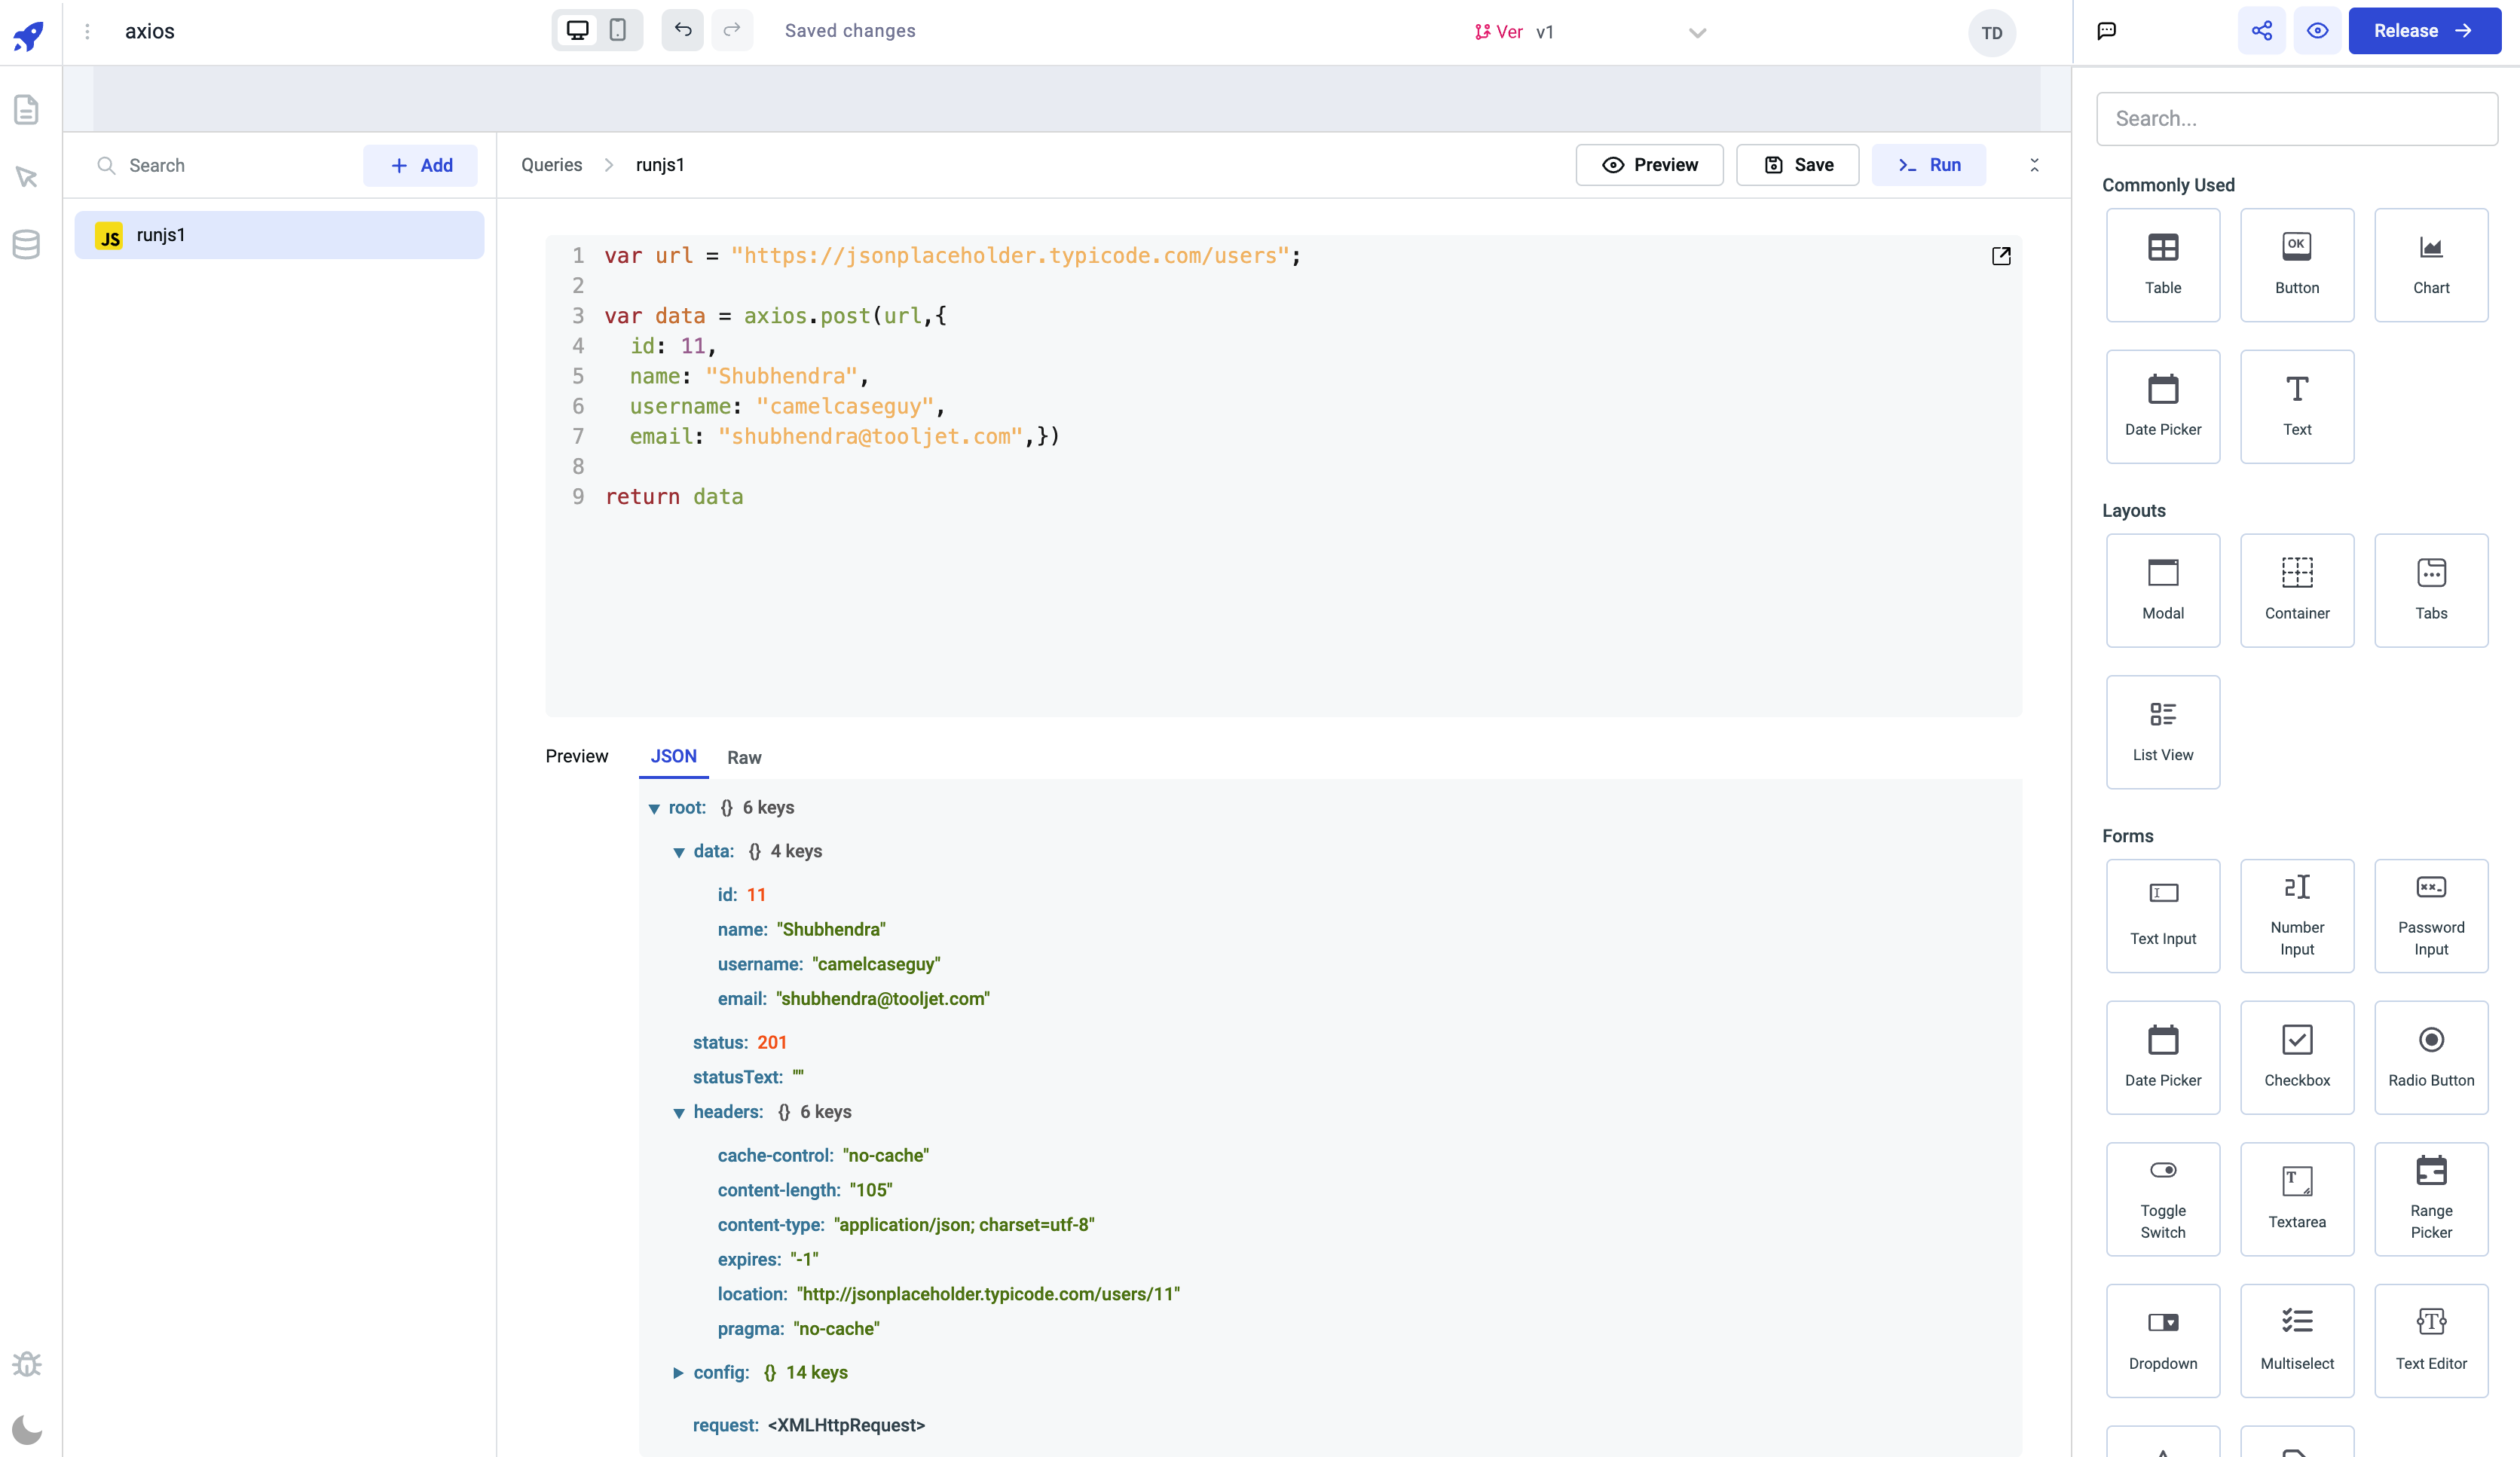 axios
Saved changes
Ver v1
TD
Release
Search
Add
JS runjs1
Queries > runjs1
Preview
Save
Run
1 var url = "https://jsonplaceholder.typicode.com/users";
2
3 var data = axios.post(url,{
4 id: 11,
5 name: "Shubhendra",
6 username: "camelcaseguy",
7 email: "shubhendra@tooljet.com",})
8
9 return data
Preview
JSON
Raw
root: {} 6 keys
data: {} 4 keys
id: 11
name: "Shubhendra"
username: "camelcaseguy"
email: "shubhendra@tooljet.com"
status: 201
statusText: ""
headers: {} 6 keys
cache-control: "no-cache"
content-length: "105"
content-type: "application/json; charset=utf-8"
expires: "-1"
location: "http://jsonplaceholder.typicode.com/users/11"
pragma: "no-cache"
config: {} 14 keys
request: <XMLHttpRequest>
Search...
Commonly Used
Table
OK
Button
Chart
Date Picker
Text
Layouts
Modal
Container
Tabs
List View
Forms
Text Input
Number
Input
Password
Input
Date Picker
Checkbox
Radio Button
Toggle
Switch
Textarea
Range
Picker
Dropdown
Multiselect
Text Editor